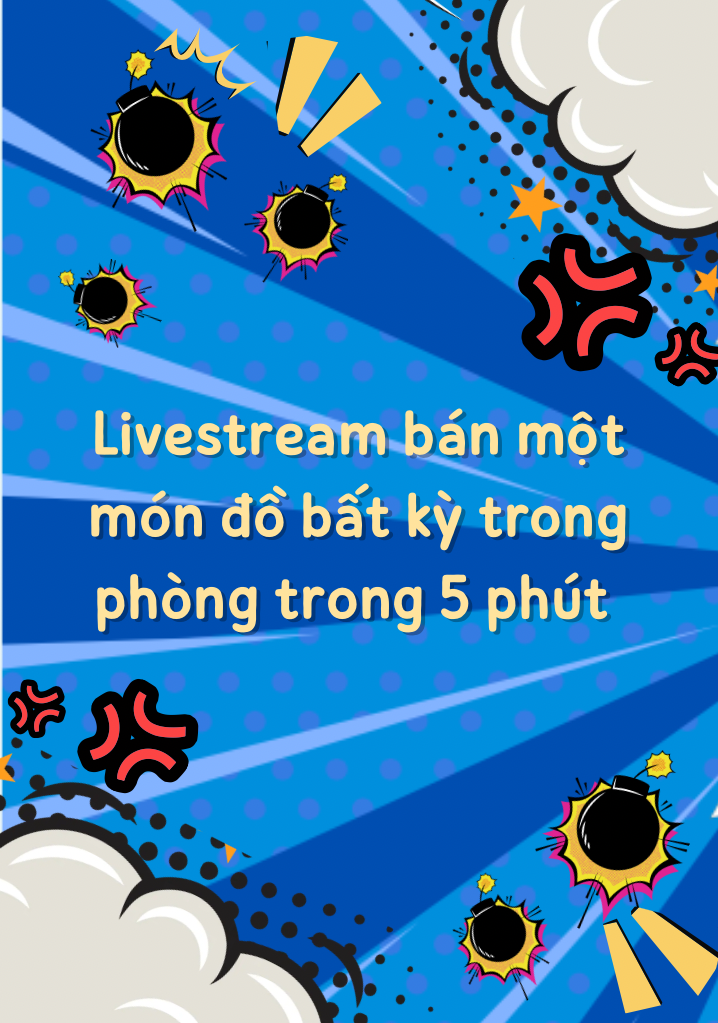 Livestream bán một
món đồ bất kỳ trong
phòng trong 5 phút